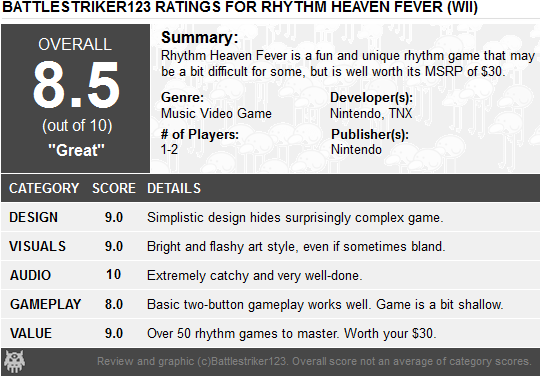 BATTLESTRIKER123 RATINGS FOR RHYTHM HEAVEN FEVER (WII)
OVERALL
8.5
(out of 10)
"Great"
Summary:
Rhythm Heaven Fever is a fun and unique rhythm game that may
be a bit difficult for some, but is well worth its MSRP of $30.
Genre:
Music Video Game
Developer(s):
Nintendo, TNX
# of Players:
1-2
Publisher(s):
Nintendo
CATEGORY SCORE DETAILS
DESIGN 9.0 Simplistic design hides surprisingly complex game.
VISUALS 9.0 Bright and flashy art style, even if sometimes bland.
AUDIO 10 Extremely catchy and very well-done.
GAMEPLAY 8.0 Basic two-button gameplay works well. Game is a bit shallow.
VALUE 9.0 Over 50 rhythm games to master. Worth your $30.
Review and graphic (c)Battlestriker123. Overall score not an average of category scores.